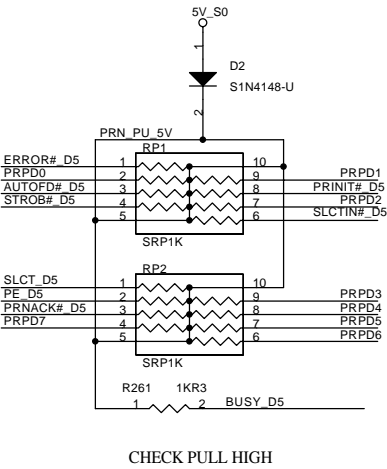 5V_S0
1
D2
S1N4148-U
2
PRN_PU_5V
RP1
ERROR#_D5 1 10
PRPD0 2 9 PRPD1
AUTOFD#_D5 3 8 PRINIT#_D5
STROB#_D5 4 7 PRPD2
5 6 SLCTIN#_D5
SRP1K
RP2
SLCT_D5 1 10
PE_D5 2 9 PRPD3
PRNACK#_D5 3 8 PRPD4
PRPD7 4 7 PRPD5
5 6 PRPD6
SRP1K
R261 1KR3
1 2 BUSY_D5
CHECK PULL HIGH